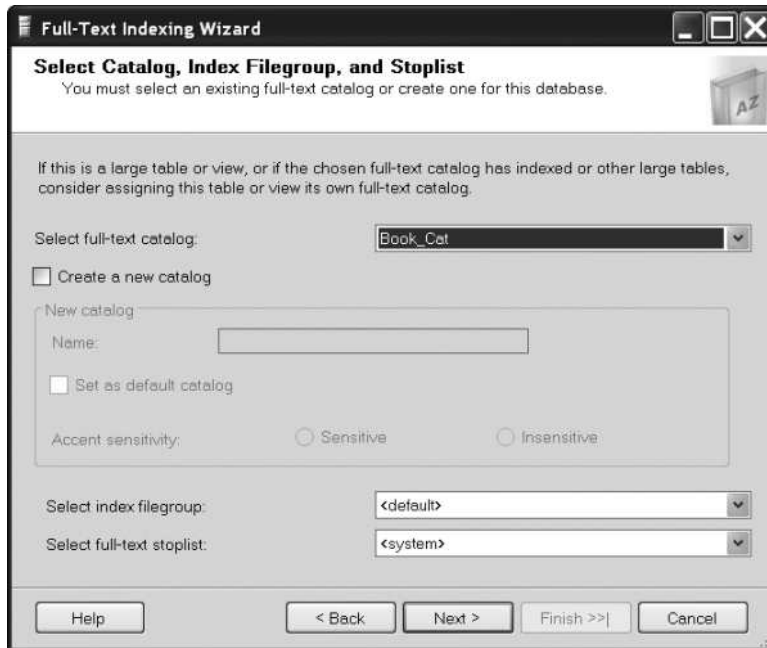 Full-Text Indexing Wizard
Select Catalog, Index Filegroup, and Stoplist
You must select an existing full-text catalog or create one for this database.
AZ
If this is a large table or view, or if the chosen full-text catalog has indexed or other large tables,
consider assigning this table or view its own full-text catalog.
Select full-text catalog: Book_Cat
Create a new catalog
New catalog
Name:
Set as default catalog
Accent sensitivity: Sensitive Insensitive
Select index filegroup: <default>
Select full-text stoplist: <system>
Help < Back Next > Finish >>| Cancel